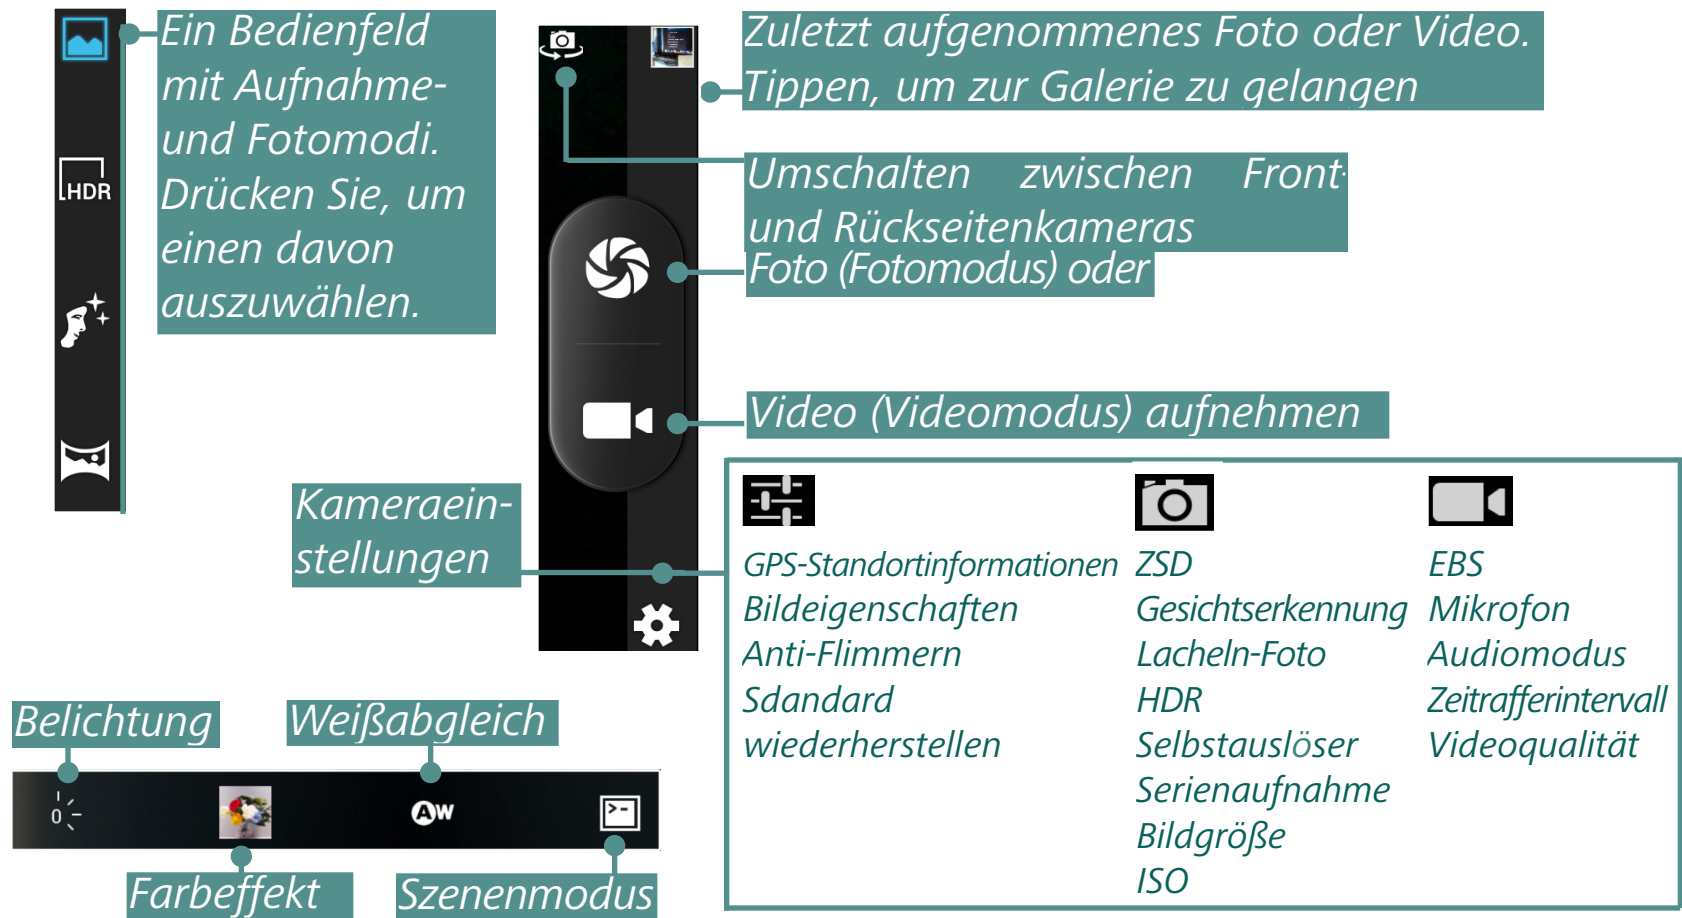 Ein Bedienfeld
mit Aufnahme-
und Fotomodi.
Drücken Sie, um
einen davon
auszuwählen.
HDR
Zuletzt aufgenommenes Foto oder Video.
Tippen, um zur Galerie zu gelangen
Umschalten zwischen Front-
und Rückseitenkameras
Foto (Fotomodus) oder
Video (Videomodus) aufnehmen
Kameraein-
stellungen
GPS-Standortinformationen
Bildeigenschaften
Anti-Flimmern
Sdandard
wiederherstellen
ZSD
Gesichtserkennung
Lacheln-Foto
HDR
Selbstauslöser
Serienaufnahme
Bildgröße
ISO
EBS
Mikrofon
Audiomodus
Zeitrafferintervall
Videoqualität
Belichtung
Weißabgleich
0
AW
Farbeffekt
Szenenmodus